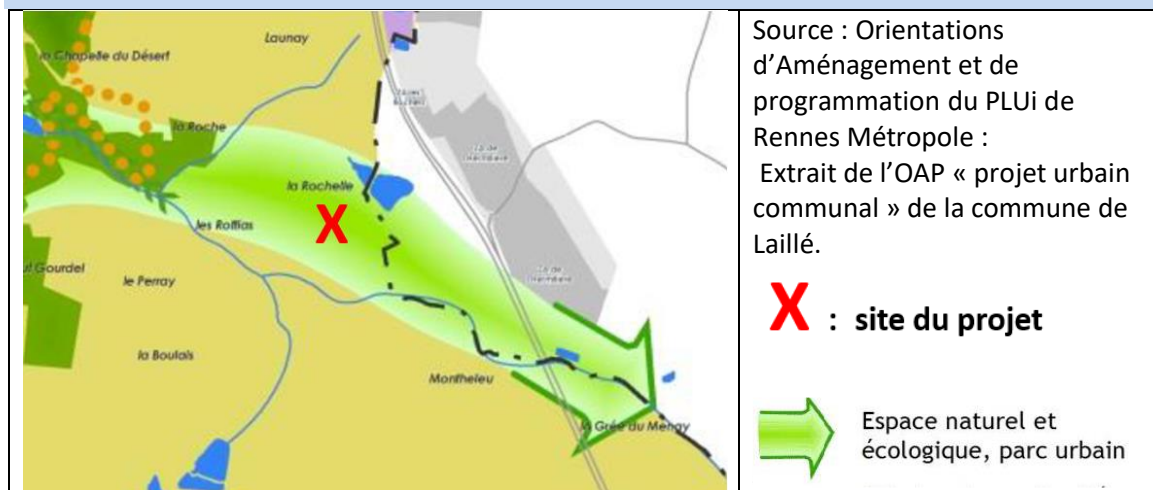 Launay
la Chapelle du Désert
la Roche
la Rochelle
les Roffias
Gourdel
le Perray
la Boulais
Montheleu
la Grée du Mengy
X
Source : Orientations
d’Aménagement et de
programmation du PLUi de
Rennes Métropole :
Extrait de l’OAP « projet urbain
communal » de la commune de
Laillé.
X : site du projet
Espace naturel et
écologique, parc urbain